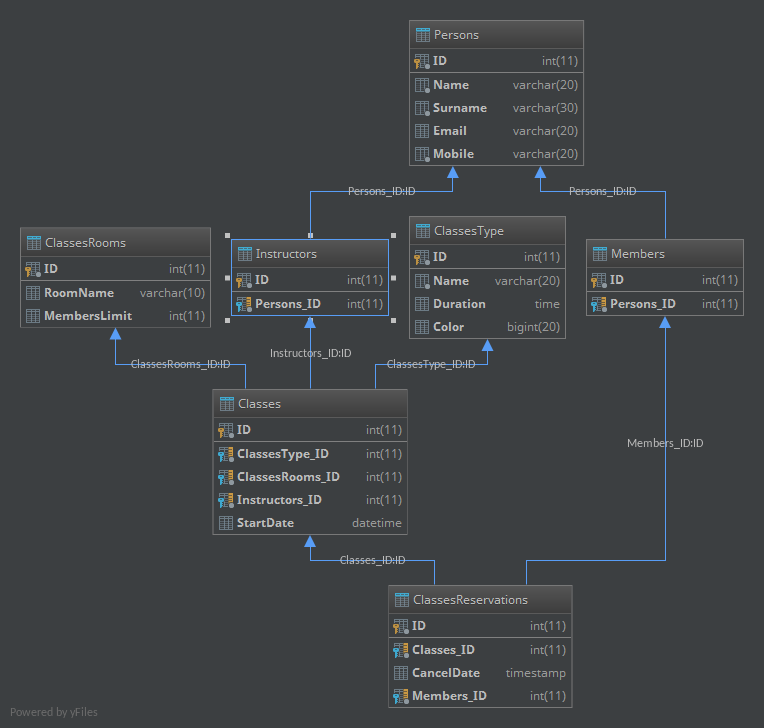 Persons
ID int(11)
Name varchar(20)
Surname varchar(30)
Email varchar(20)
Mobile varchar(20)
Persons_ID:ID
Persons_ID:ID
ClassesRooms
ID int(11)
RoomName varchar(10)
MembersLimit int(11)
Instructors
ID int(11)
Persons_ID int(11)
ClassesType
ID int(11)
Name varchar(20)
Duration time
Color bigint(20)
Members
ID int(11)
Persons_ID int(11)
ClassesRooms_ID:ID
Instructors_ID:ID
ClassesType_ID:ID
Classes
ID int(11)
ClassesType_ID int(11)
ClassesRooms_ID int(11)
Instructors_ID int(11)
StartDate datetime
Members_ID:ID
Classes_ID:ID
ClassesReservations
ID int(11)
Classes_ID int(11)
CancelDate timestamp
Members_ID int(11)
Powered by yFiles